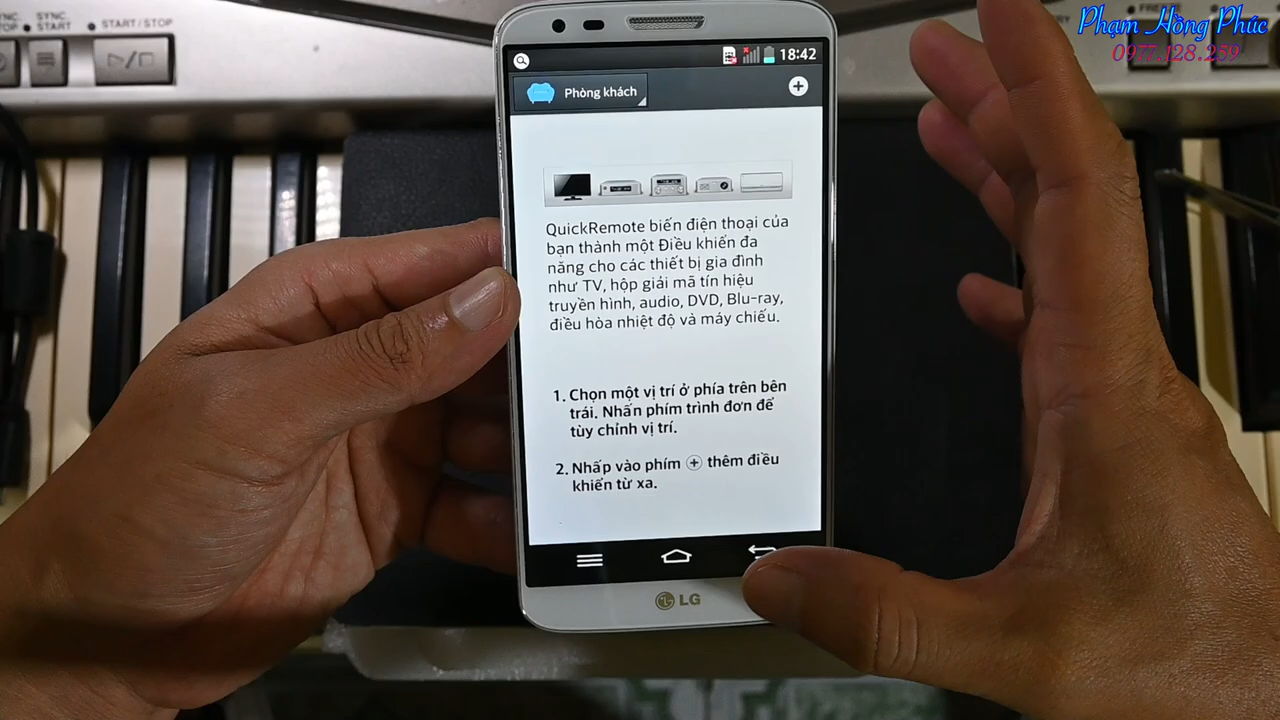 SYNC
START
START/STOP
Phạm Hồng Phúc
0977.128.259
18:42
Phòng khách
QuickRemote biến điện thoại của
bạn thành một Điều khiển đa
năng cho các thiết bị gia đình
như TV, hộp giải mã tín hiệu
truyền hình, audio, DVD, Blu-ray,
điều hòa nhiệt độ và máy chiếu.
1. Chọn một vị trí ở phía trên bên
trái. Nhấn phím trình đơn để
tùy chỉnh vị trí.
2. Nhấp vào phím + thêm điều
khiển từ xa.
LG